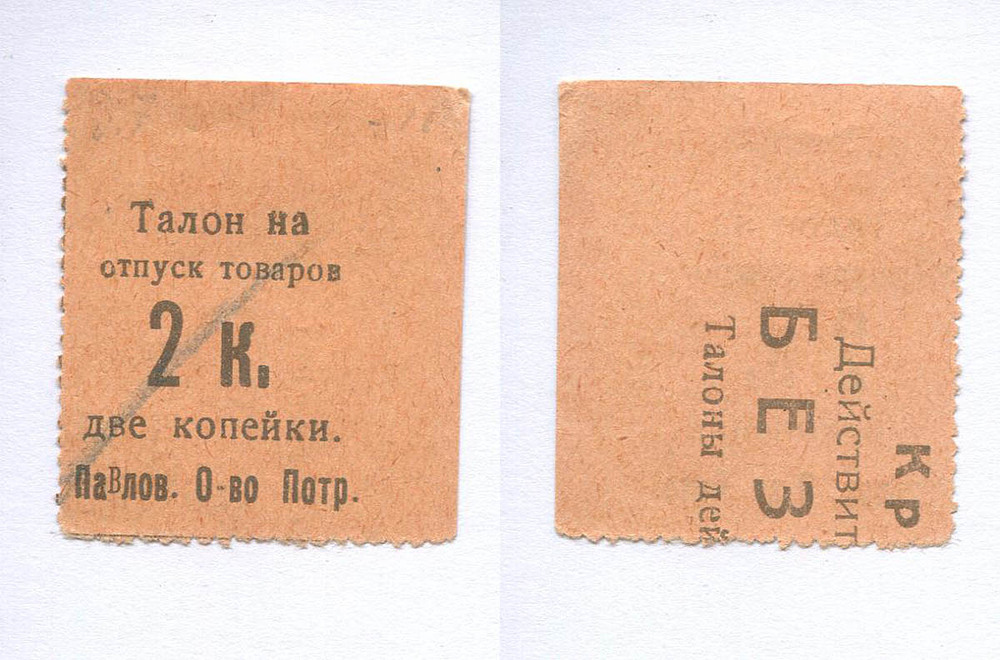 Талон на
отпуск товаров
2 к.
две копейки.
Павлов. О-во Потр.
КР
Действит
БЕЗ
Талоны дей